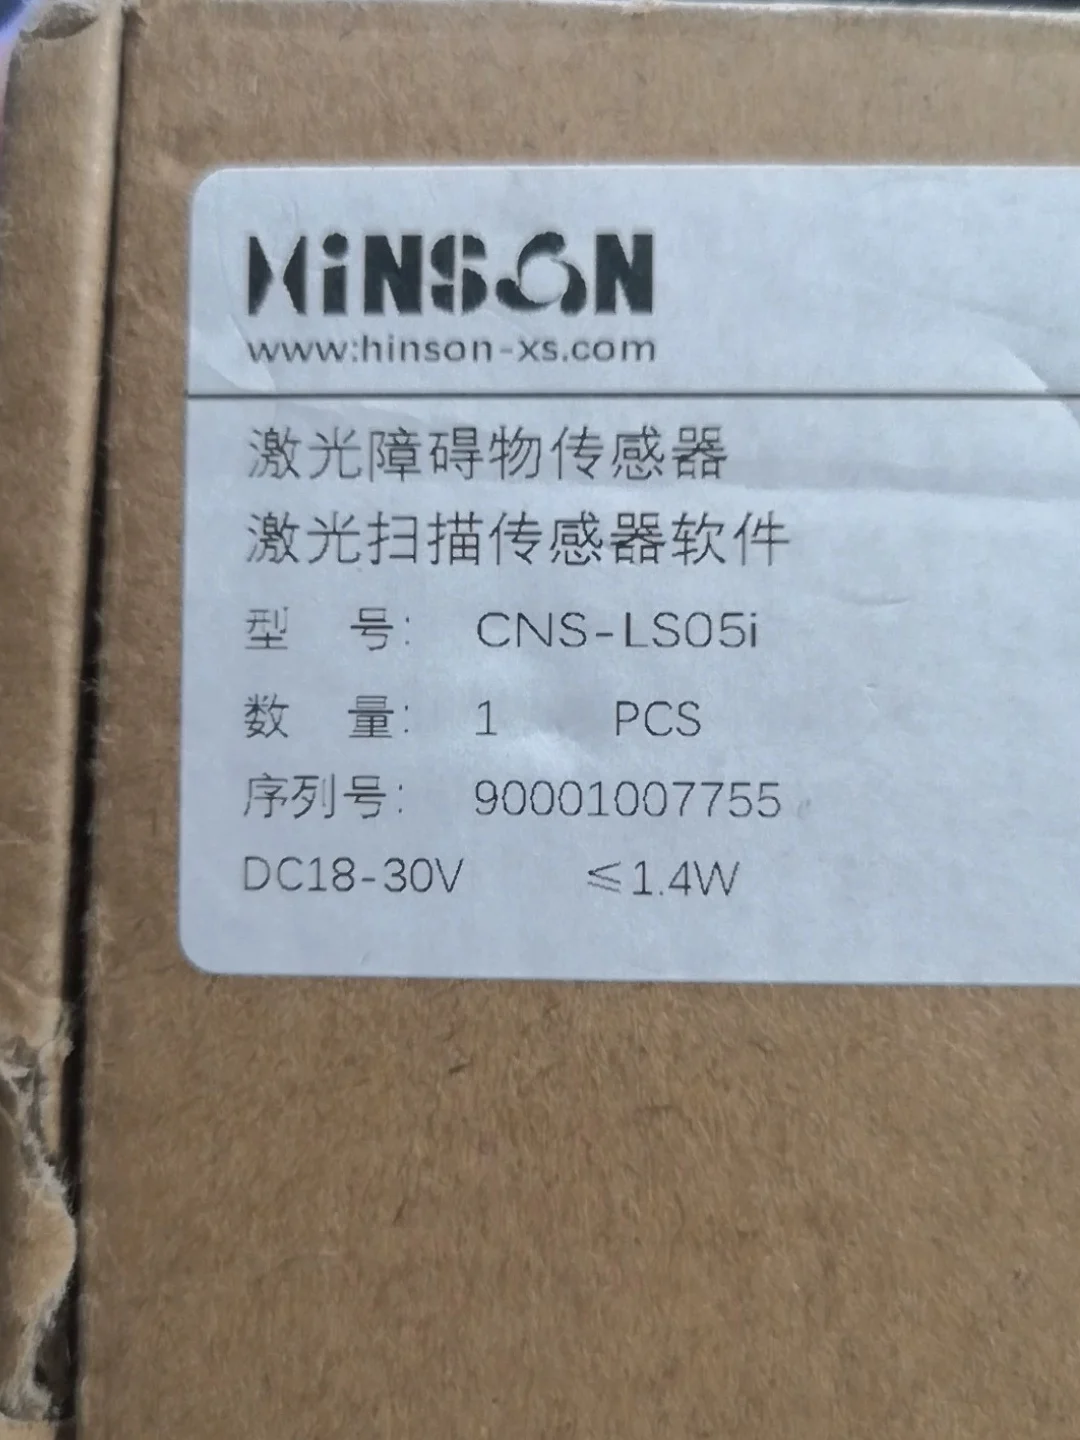 HINSON
www.hinson-xs.com
激光障碍物传感器
激光扫描传感器软件
型 号: CNS-LS05i
数 量: 1 PCS
序列号: 90001007755
DC18-30V ≤1.4W